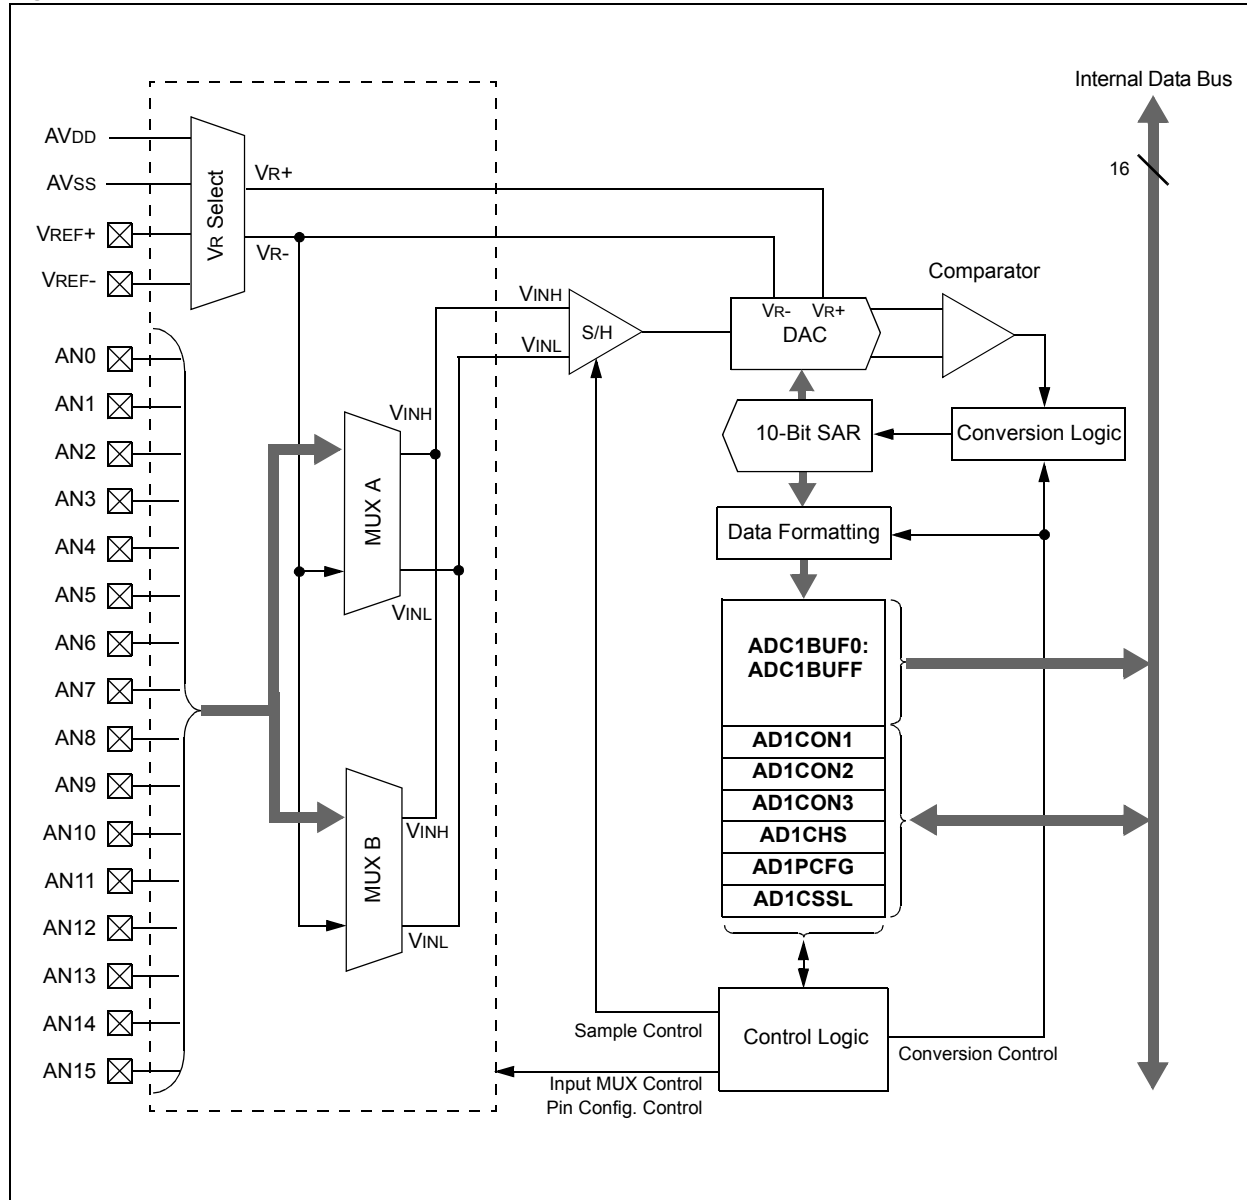 Internal Data Bus
16
AVDD
AVSS
VREF+
VREF-
VR Select
VR+
VR-
Comparator
VINH
VINL
S/H
VR- VR+
DAC
AN0
AN1
AN2
AN3
AN4
AN5
AN6
AN7
AN8
AN9
AN10
AN11
AN12
AN13
AN14
AN15
VINH
MUX A
VINL
MUX B
VINH
VINL
10-Bit SAR
Conversion Logic
Data Formatting
ADC1BUF0:
ADC1BUFF
AD1CON1
AD1CON2
AD1CON3
AD1CHS
AD1PCFG
AD1CSSL
Sample Control
Control Logic
Conversion Control
Input MUX Control
Pin Config. Control